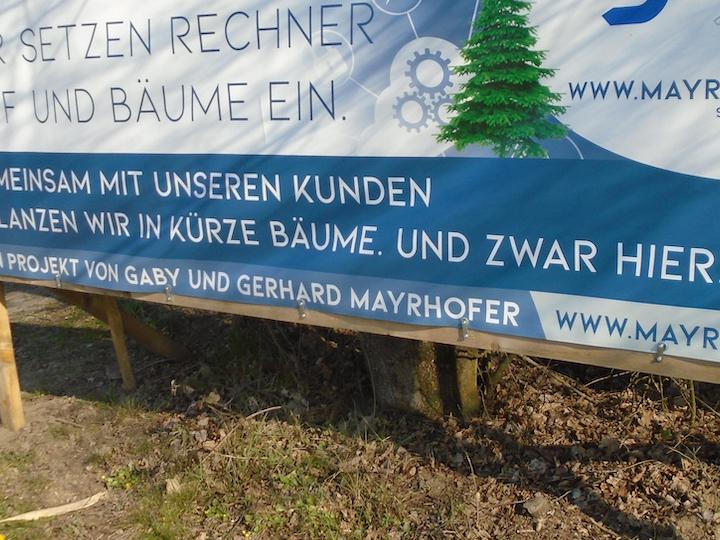 R SETZEN RECHNER
F UND BÄUME EIN.
WWW.MAYR
MEINSAM MIT UNSEREN KUNDEN
LANZEN WIR IN KÜRZE BÄUME. UND ZWAR HIER
N PROJEKT VON GABY UND GERHARD MAYRHOFER
WWW.MAYR